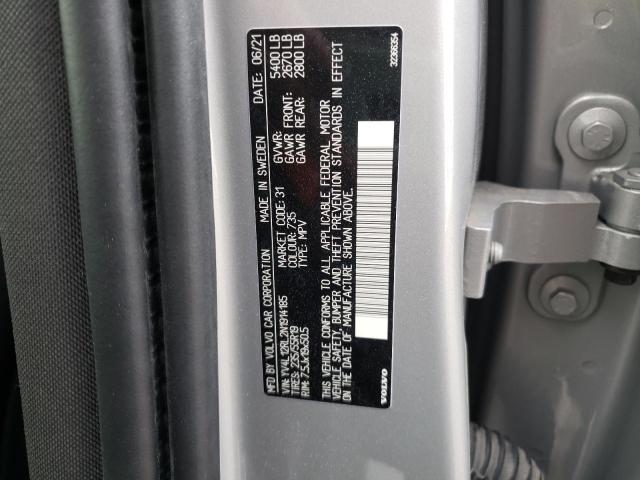 MFD BY VOLVO CAR CORPORATION MADE IN SWEDEN DATE: 06/21
VIN: YV4L12RL2N1914185 MARKET CODE: 31 GVWR: 5400 LB
TIRES: 235/55R19 COLOUR: 735 GAWR FRONT: 2670 LB
RIM: 7.5JX19X50.5 TYPE: MPV GAWR REAR: 2800 LB
THIS VEHICLE CONFORMS TO ALL APPLICABLE FEDERAL MOTOR
VEHICLE SAFETY, BUMPER AND THEFT PREVENTION STANDARDS IN EFFECT
ON THE DATE OF MANUFACTURE SHOWN ABOVE.
VOLVO 32366354